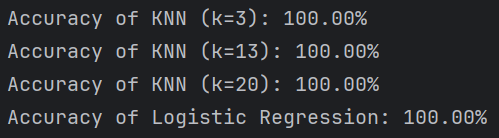 Accuracy of KNN (k=3): 100.00%
Accuracy of KNN (k=13): 100.00%
Accuracy of KNN (k=20): 100.00%
Accuracy of Logistic Regression: 100.00%